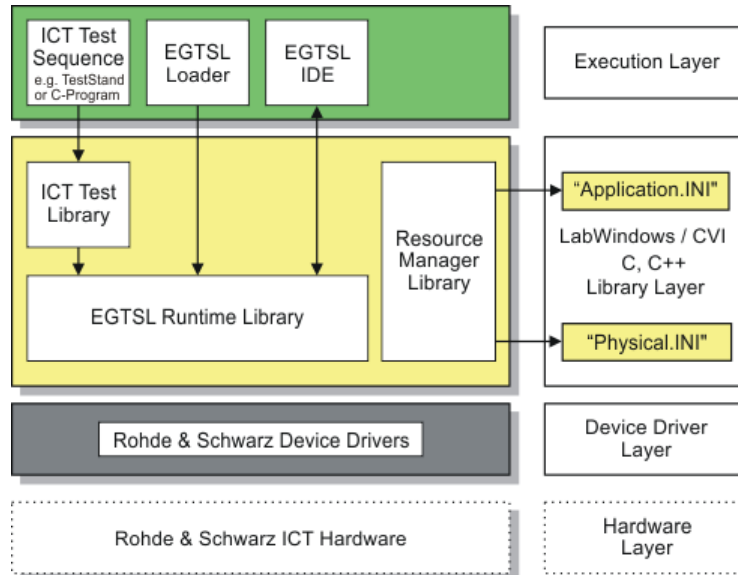 ICT Test
Sequence
e.g. TestStand
or C-Program
EGTSL
Loader
EGTSL
IDE
Execution Layer
ICT Test
Library
EGTSL Runtime Library
Resource
Manager
Library
“Application.INI"
LabWindows / CVI
C, C++
Library Layer
“Physical.INI"
Rohde & Schwarz Device Drivers
Device Driver
Layer
Rohde & Schwarz ICT Hardware
Hardware
Layer